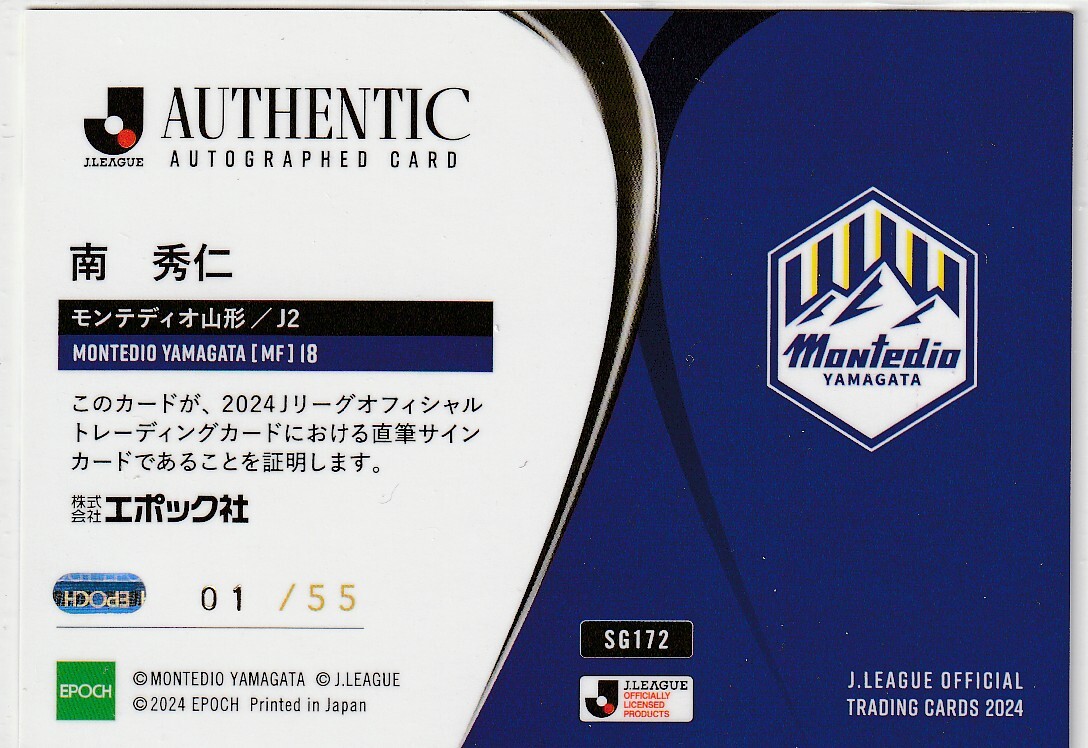 J.LEAGUE
AUTHENTIC
AUTOGRAPHED CARD
南 秀仁
モンテディオ山形／J2
MONTEDIO YAMAGATA [MF] 18
このカードが、2024Jリーグオフィシャル
トレーディングカードにおける直筆サイン
カードであることを証明します。
株式会社エポック社
EPOCH
01 /55
EPOCH
©MONTEDIO YAMAGATA ©J.LEAGUE
©2024 EPOCH Printed in Japan
Montedio
YAMAGATA
SG172
J.LEAGUE
OFFICIALLY
LICENSED
PRODUCTS
J.LEAGUE OFFICIAL
TRADING CARDS 2024